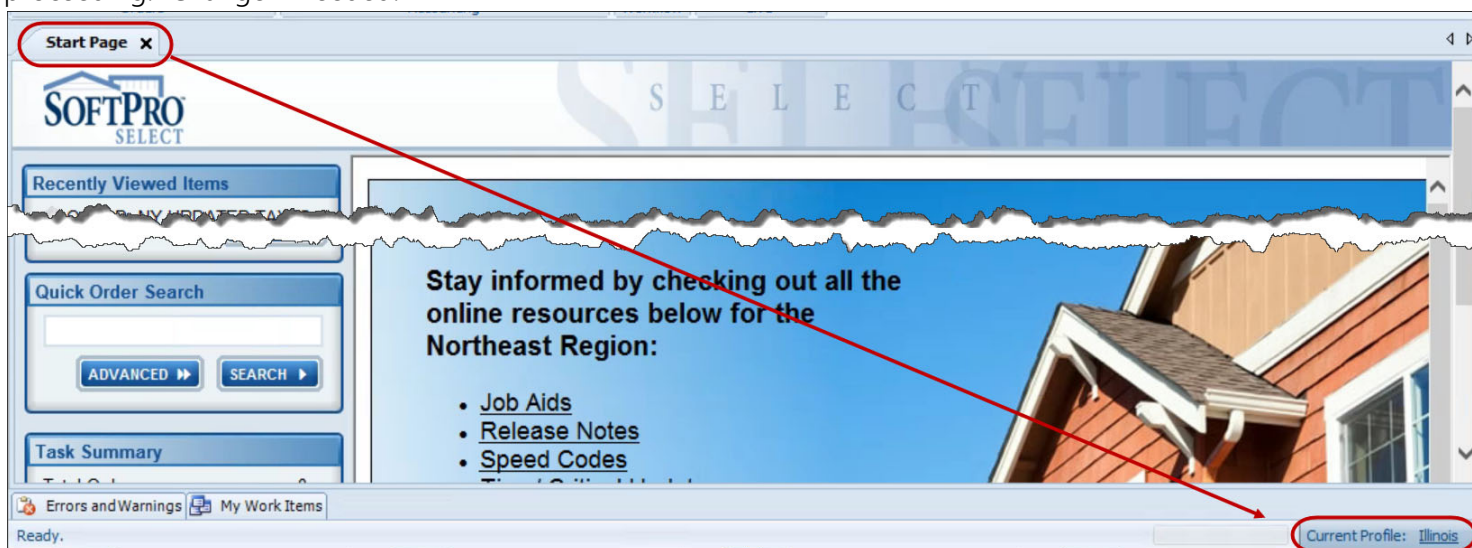 Start Page
SOFTPRO
SELECT
SELECT
SELECT
Recently Viewed Items
Quick Order Search
ADVANCED
SEARCH
Task Summary
Stay informed by checking out all the
online resources below for the
Northeast Region:
• Job Aids
• Release Notes
• Speed Codes
Errors and Warnings
My Work Items
Ready.
Current Profile: Illinois